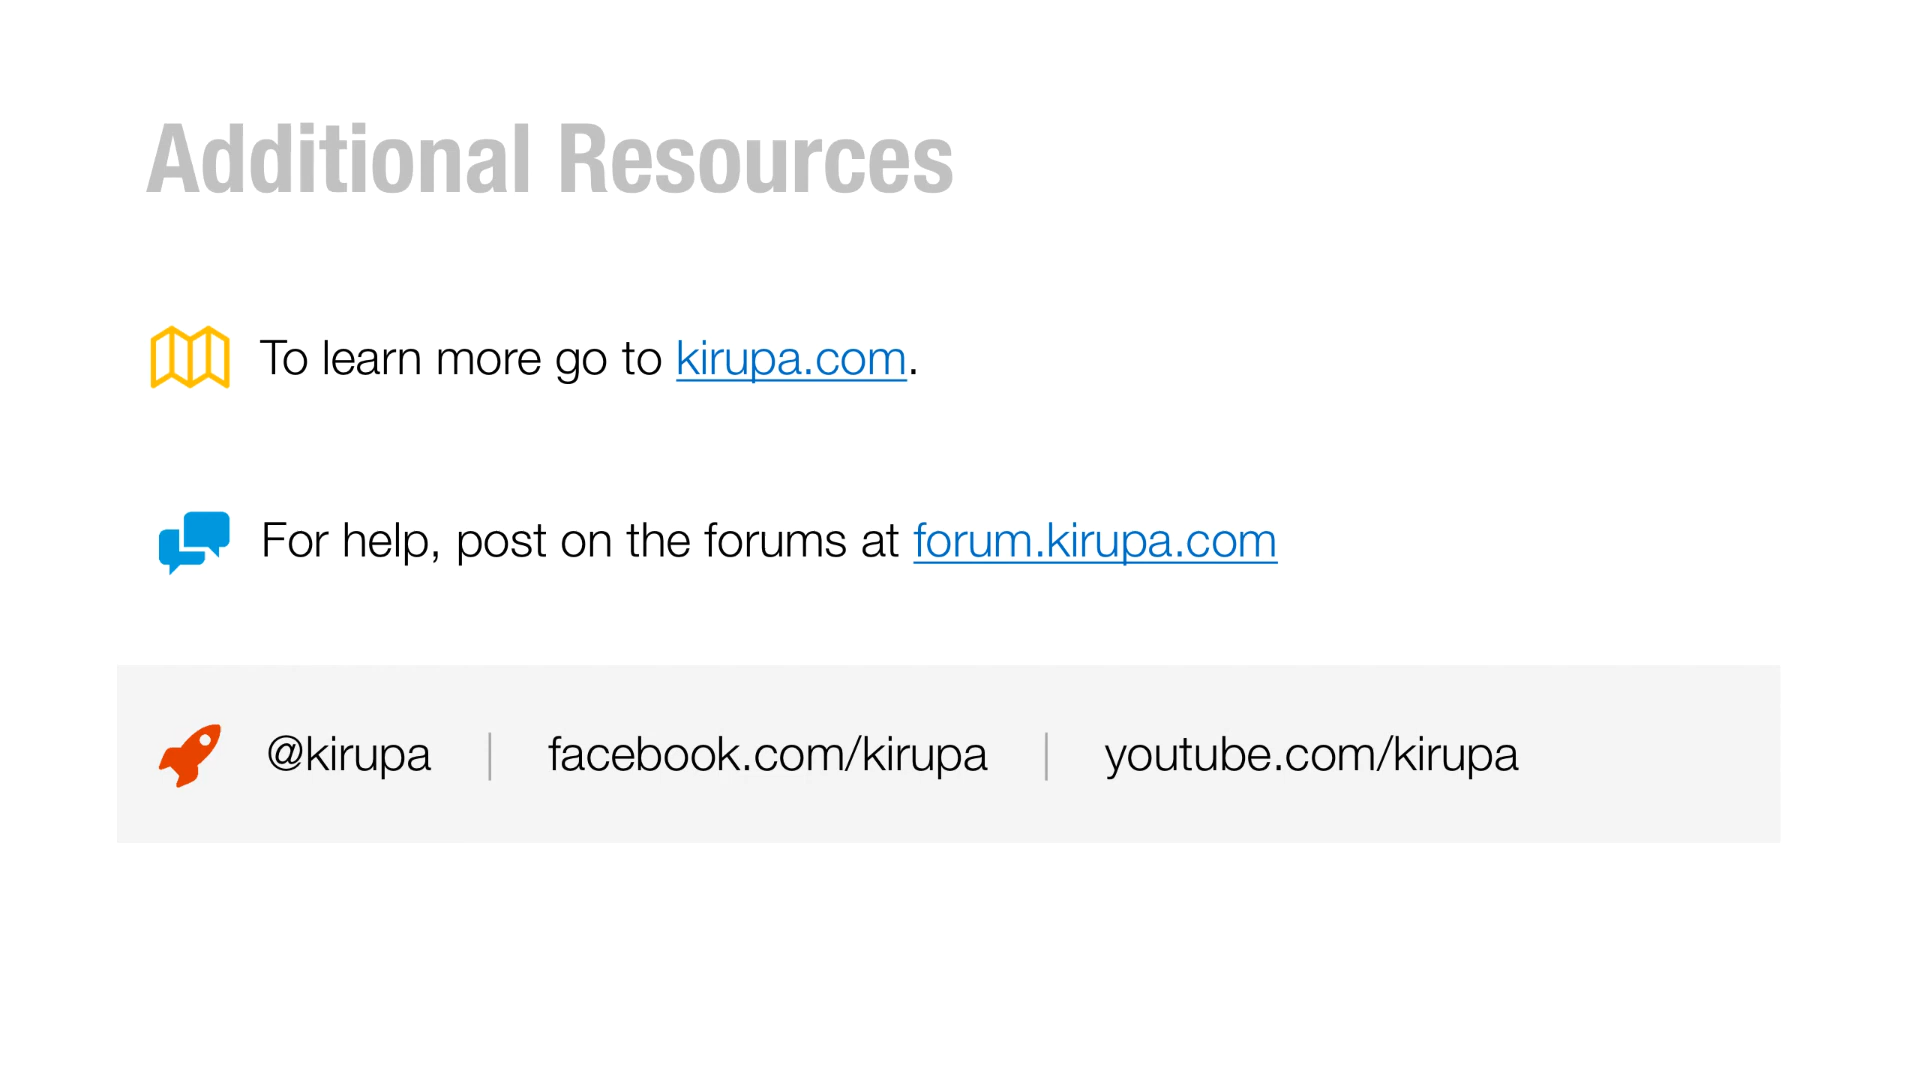 Additional Resources
To learn more go to kirupa.com.
For help, post on the forums at forum.kirupa.com
@kirupa | facebook.com/kirupa | youtube.com/kirupa